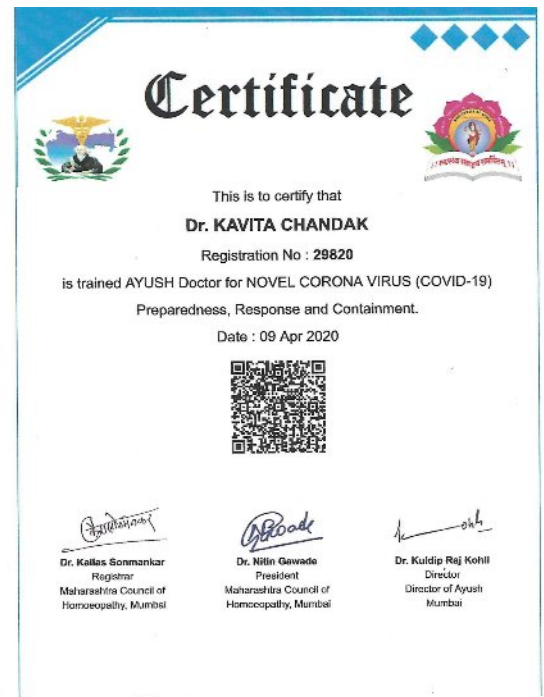 Certificate
This is to certify that
Dr. KAVITA CHANDAK
Registration No : 29820
is trained AYUSH Doctor for NOVEL CORONA VIRUS (COVID-19)
Preparedness, Response and Containment.
Date : 09 Apr 2020
Dr. Kailas Sonmankar
Registrar
Maharashtra Council of
Homoeopathy, Mumbai
Dr. Nitin Gawade
President
Maharashtra Council of
Homoeopathy, Mumbai
Dr. Kuldip Raj Kohli
Director
Director of Ayush
Mumbai